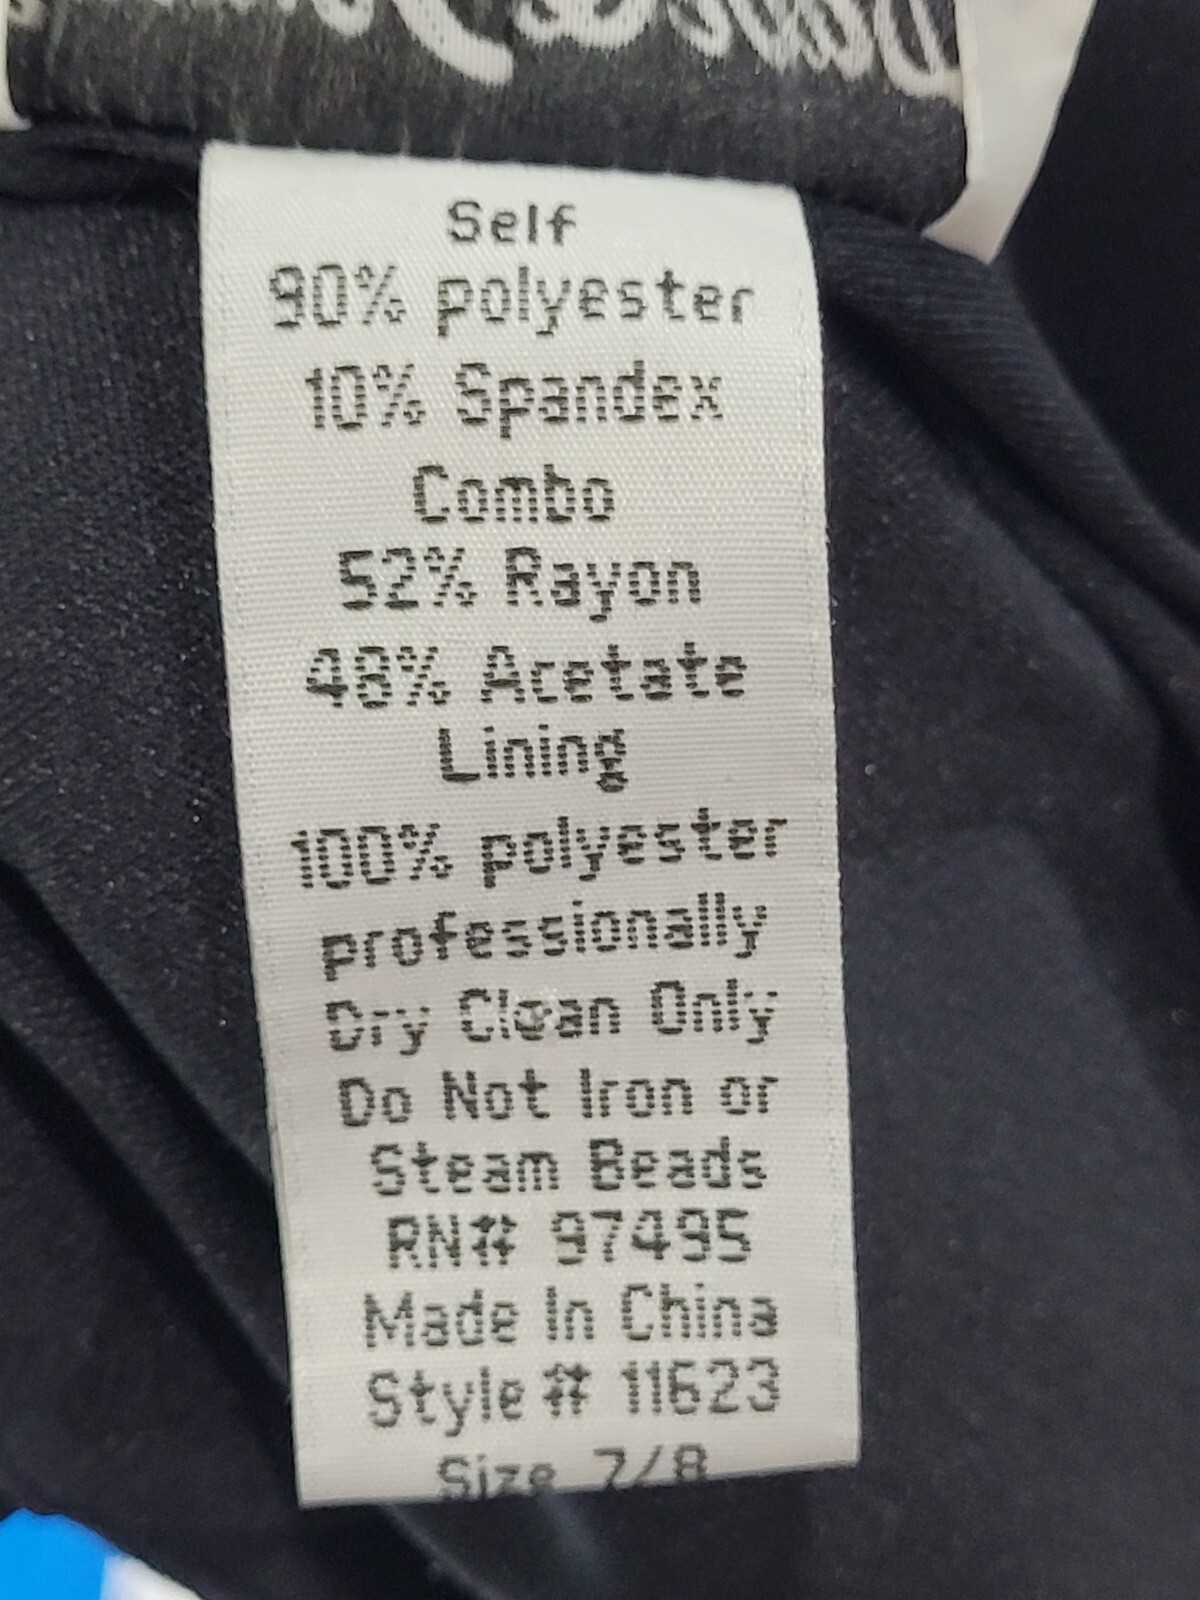 Self
90% polyester
10% Spandex
Combo
52% Rayon
48% Acetate
Lining
100% polyester
professionally
dry Clean Only
Do Not Iron or
Steam Beads
RN# 97495
Made In China
Style # 11623
Size 7/8